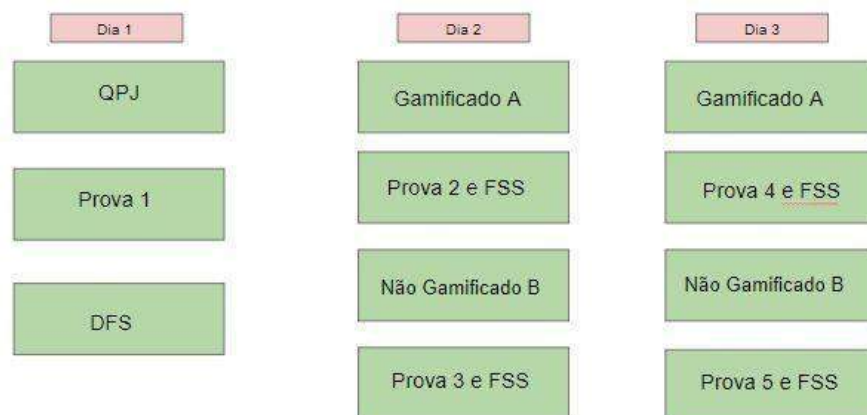 Dia 1
QPJ
Prova 1
DFS
Dia 2
Gamificado A
Prova 2 e FSS
Não Gamificado B
Prova 3 e FSS
Dia 3
Gamificado A
Prova 4 e FSS
Não Gamificado B
Prova 5 e FSS